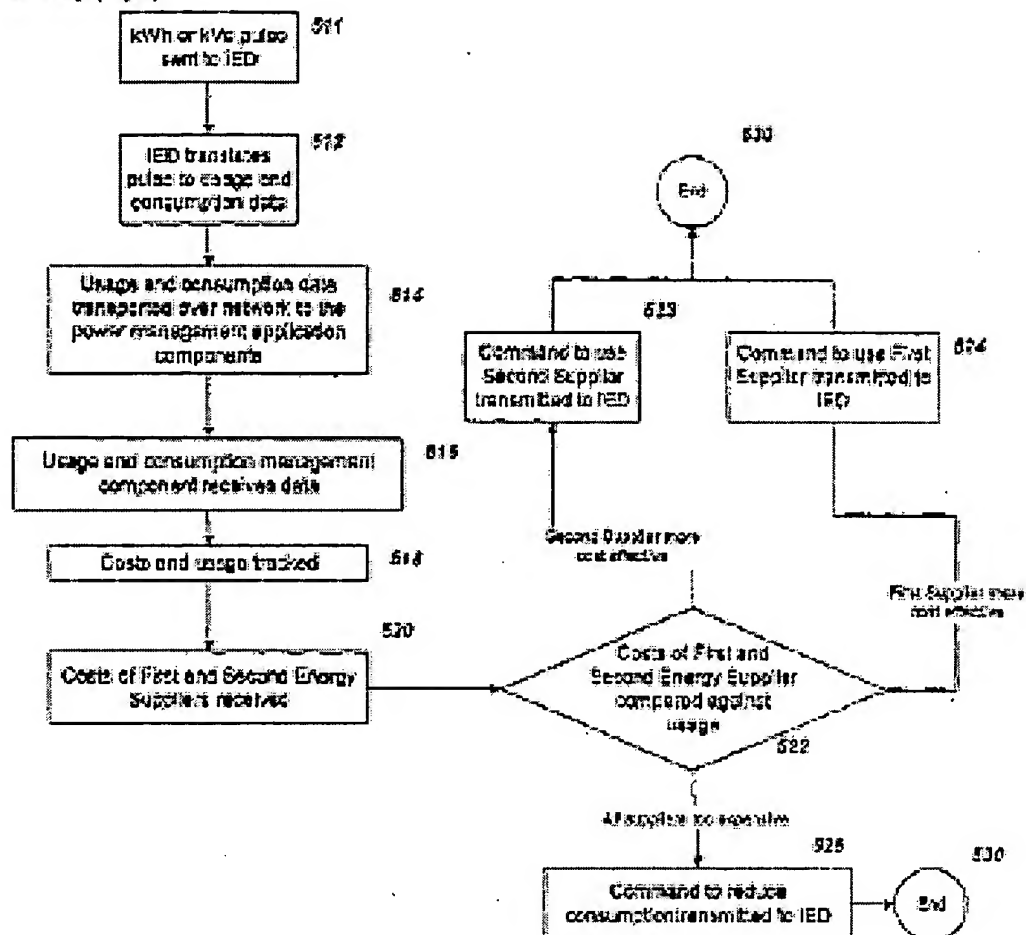 kWh or kVa pulse
sent to IED
511
IED translates
pulse to usage and
consumption data
512
Usage and consumption data
transported over network to the
power management application
components
514
Usage and consumption management
component receives data
516
Costs and usage tracked
518
Costs of First and Second Energy
Suppliers received
520
530
End
523
Command to use
Second Supplier
transmitted to IED
Command to use First
Supplier transmitted to
IED
524
Second Supplier more
cost effective
First Supplier more
cost effective
Costs of First and
Second Energy Supplier
compared against
usage
522
All suppliers too expensive
525
Command to reduce
consumption transmitted to IED
530
End